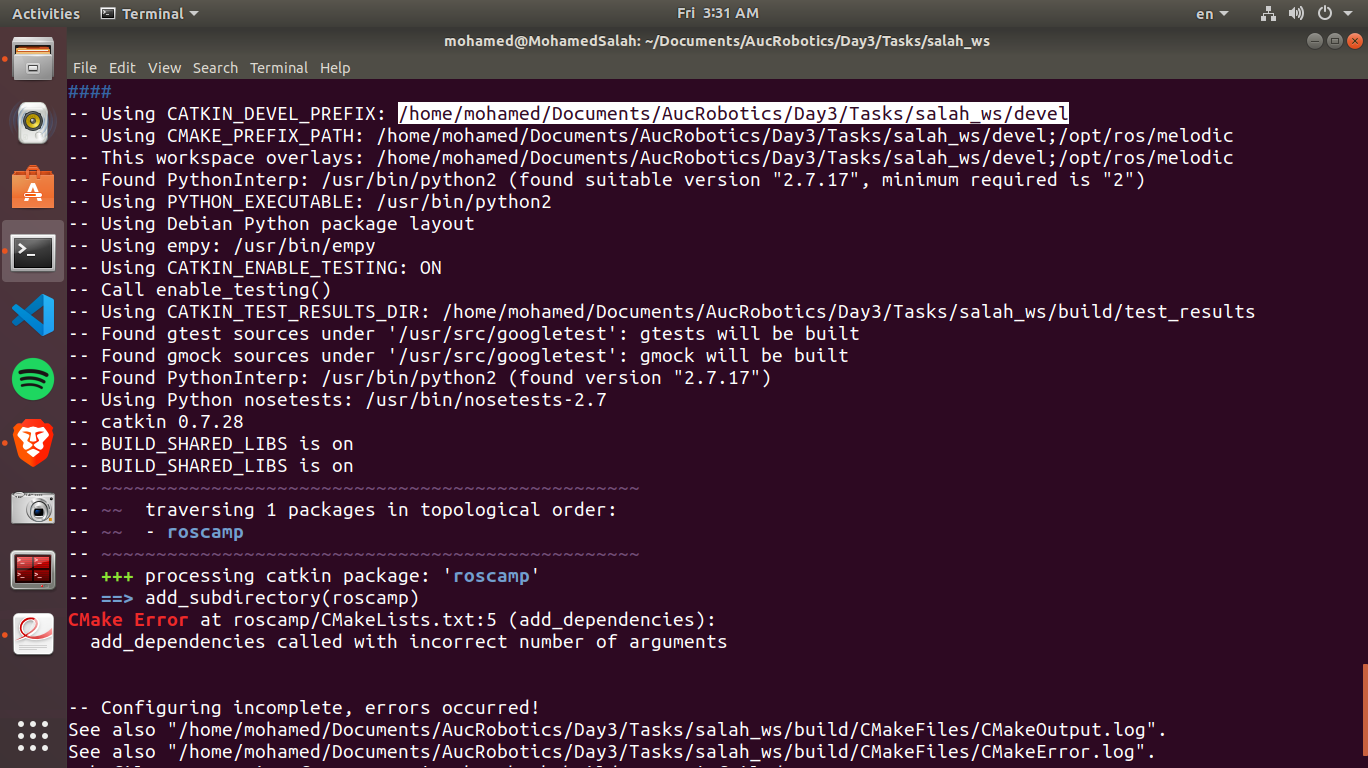 Activities Terminal Fri 3:31 AM en
mohamed@MohamedSalah: ~/Documents/AucRobotics/Day3/Tasks/salah_ws
File Edit View Search Terminal Help
####
-- Using CATKIN_DEVEL_PREFIX: /home/mohamed/Documents/AucRobotics/Day3/Tasks/salah_ws/devel
-- Using CMAKE_PREFIX_PATH: /home/mohamed/Documents/AucRobotics/Day3/Tasks/salah_ws/devel;/opt/ros/melodic
-- This workspace overlays: /home/mohamed/Documents/AucRobotics/Day3/Tasks/salah_ws/devel;/opt/ros/melodic
-- Found PythonInterp: /usr/bin/python2 (found suitable version "2.7.17", minimum required is "2")
-- Using PYTHON_EXECUTABLE: /usr/bin/python2
-- Using Debian Python package layout
-- Using empy: /usr/bin/empy
-- Using CATKIN_ENABLE_TESTING: ON
-- Call enable_testing()
-- Using CATKIN_TEST_RESULTS_DIR: /home/mohamed/Documents/AucRobotics/Day3/Tasks/salah_ws/build/test_results
-- Found gtest sources under '/usr/src/googletest': gtests will be built
-- Found gmock sources under '/usr/src/googletest': gmock will be built
-- Found PythonInterp: /usr/bin/python2 (found version "2.7.17")
-- Using Python nosetests: /usr/bin/nosetests-2.7
-- catkin 0.7.28
-- BUILD_SHARED_LIBS is on
-- BUILD_SHARED_LIBS is on
-- ~~~~~~~~~~~~~~~~~~~~~~~~~~~~~~~~~~~~~~~~~~~~~~~~~
-- ~~  traversing 1 packages in topological order:
-- ~~  - roscamp
-- ~~~~~~~~~~~~~~~~~~~~~~~~~~~~~~~~~~~~~~~~~~~~~~~~~
-- +++ processing catkin package: 'roscamp'
-- ==> add_subdirectory(roscamp)
CMake Error at roscamp/CMakeLists.txt:5 (add_dependencies):
  add_dependencies called with incorrect number of arguments
-- Configuring incomplete, errors occurred!
See also "/home/mohamed/Documents/AucRobotics/Day3/Tasks/salah_ws/build/CMakeFiles/CMakeOutput.log".
See also "/home/mohamed/Documents/AucRobotics/Day3/Tasks/salah_ws/build/CMakeFiles/CMakeError.log".